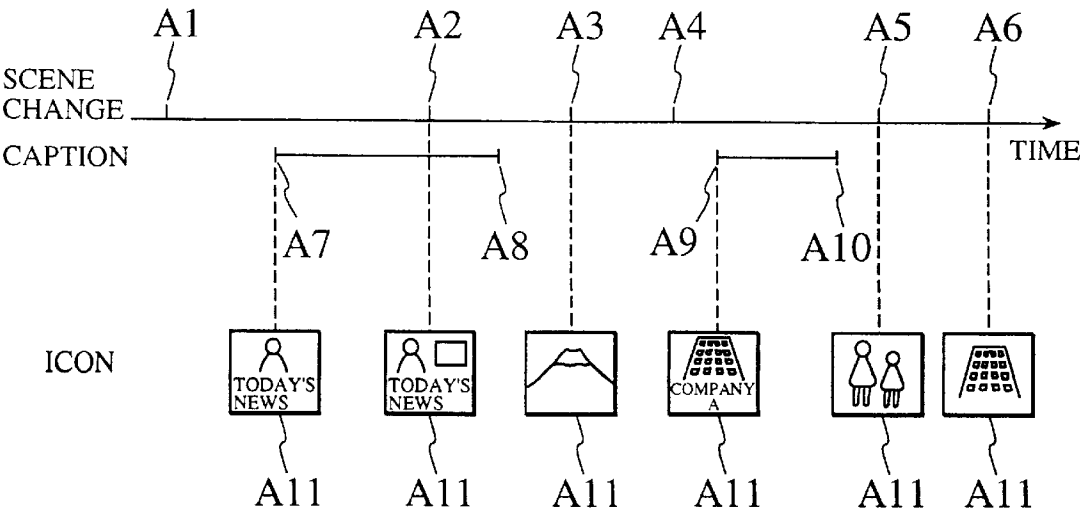 A1 A2 A3 A4 A5 A6
SCENE
CHANGE
TIME
CAPTION
A7 A8 A9 A10
ICON
TODAY'S
NEWS
TODAY'S
NEWS
COMPANY
A
A11 A11 A11 A11 A11 A11